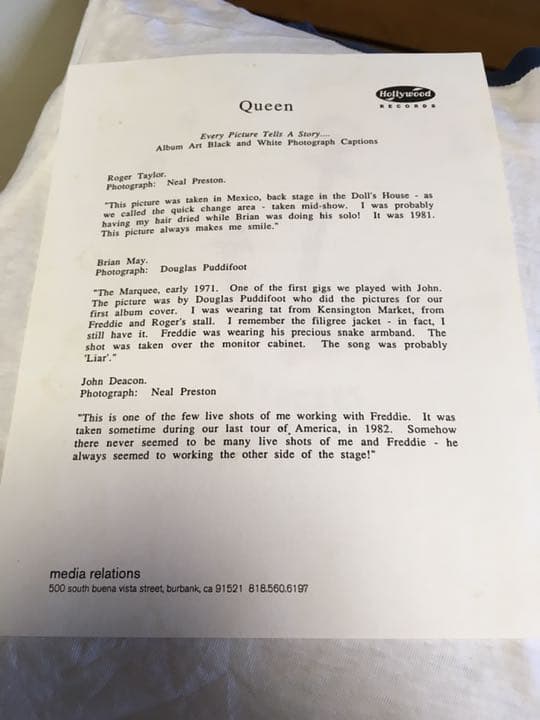 Hollywood
RECORDS
Queen
Every Picture Tells A Story....
Album Art Black and White Photograph Captions
Roger Taylor.
Photograph: Neal Preston.
"This picture was taken in Mexico, back stage in the Doll's House - as
we called the quick change area - taken mid-show. I was probably
having my hair dried while Brian was doing his solo! It was 1981.
This picture always makes me smile."
Brian May.
Photograph: Douglas Puddifoot
"The Marquee, early 1971. One of the first gigs we played with John.
The picture was by Douglas Puddifoot who did the pictures for our
first album cover. I was wearing tat from Kensington Market, from
Freddie and Roger's stall. I remember the filigree jacket - in fact, I
still have it. Freddie was wearing his precious snake armband. The
shot was taken over the monitor cabinet. The song was probably
'Liar'."
John Deacon.
Photograph: Neal Preston
"This is one of the few live shots of me working with Freddie. It was
taken sometime during our last tour of America, in 1982. Somehow
there never seemed to be many live shots of me and Freddie - he
always seemed to working the other side of the stage!"
media relations
500 south buena vista street, burbank, ca 91521 818.560.6197